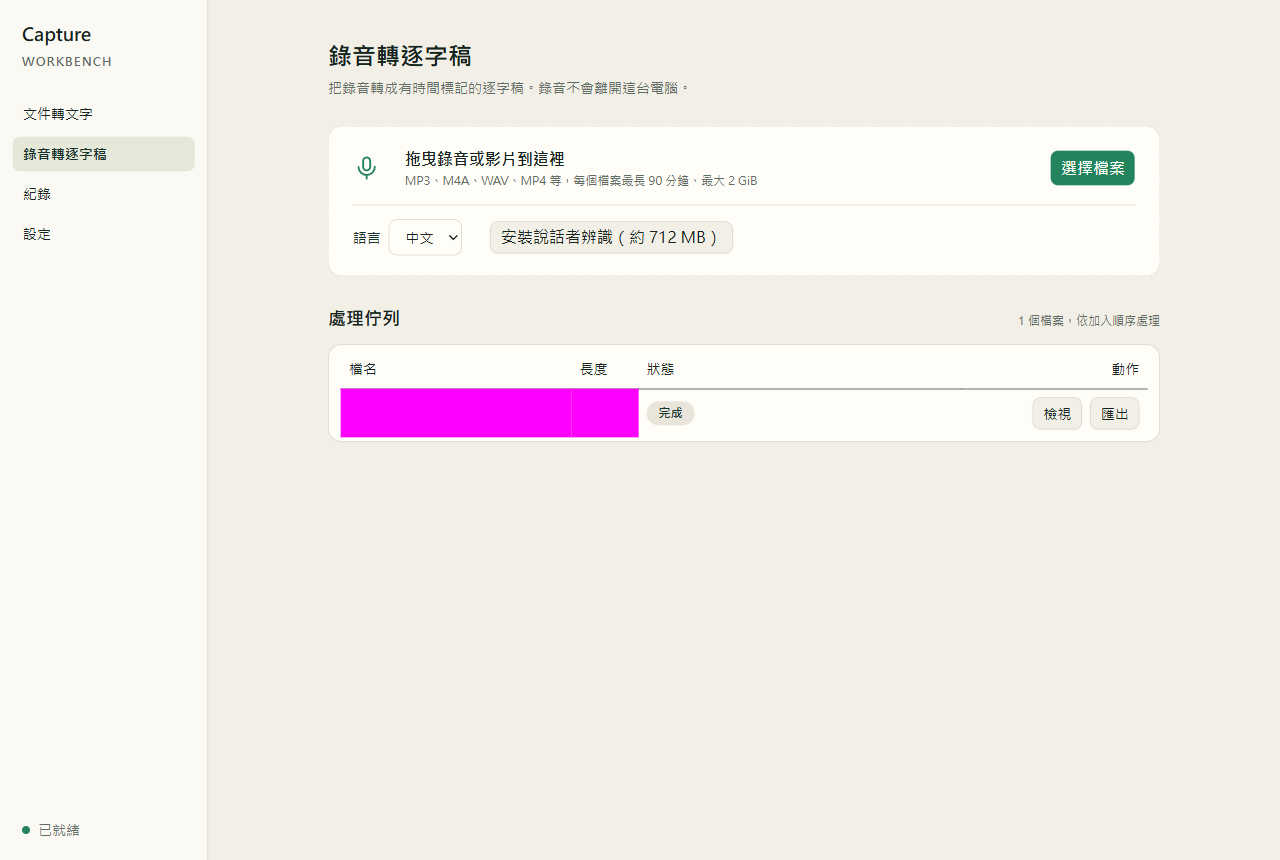 Capture
WORKBENCH
文件轉文字
錄音轉逐字稿
紀錄
設定
已就緒
錄音轉逐字稿
把錄音轉成有時間標記的逐字稿。錄音不會離開這台電腦。
拖曳錄音或影片到這裡
MP3、M4A、WAV、MP4 等，每個檔案最長 90 分鐘、最大 2 GiB
選擇檔案
語言 中文 安裝說話者辨識（約 712 MB）
處理佇列
1 個檔案，依加入順序處理
檔名 長度 狀態 動作
完成 檢視 匯出